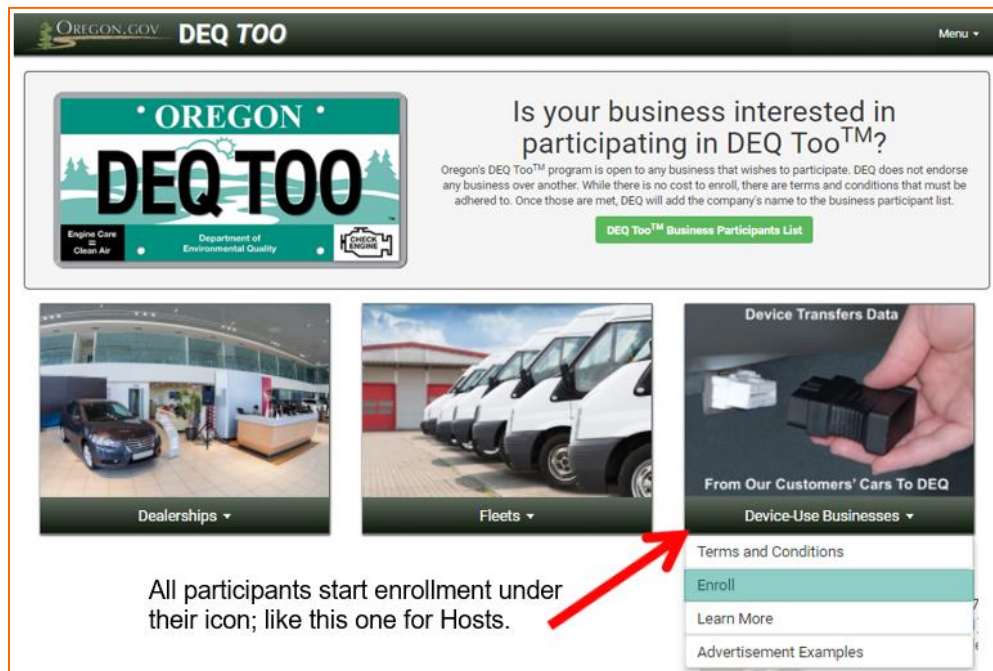 OREGON.GOV DEQ TOO
Menu
OREGON
DEQ TOO
TM
Engine Care
=
Clean Air
Department of
Environmental Quality
CHECK
ENGINE
Is your business interested in
participating in DEQ Too™?
Oregon's DEQ Too™ program is open to any business that wishes to participate. DEQ does not endorse
any business over another. While there is no cost to enroll, there are terms and conditions that must be
adhered to. Once those are met, DEQ will add the company's name to the business participant list.
DEQ Too™ Business Participants List
Device Transfers Data
From Our Customers' Cars To DEQ
Dealerships
Fleets
Device-Use Businesses
Terms and Conditions
Enroll
Learn More
Advertisement Examples
All participants start enrollment under
their icon; like this one for Hosts.